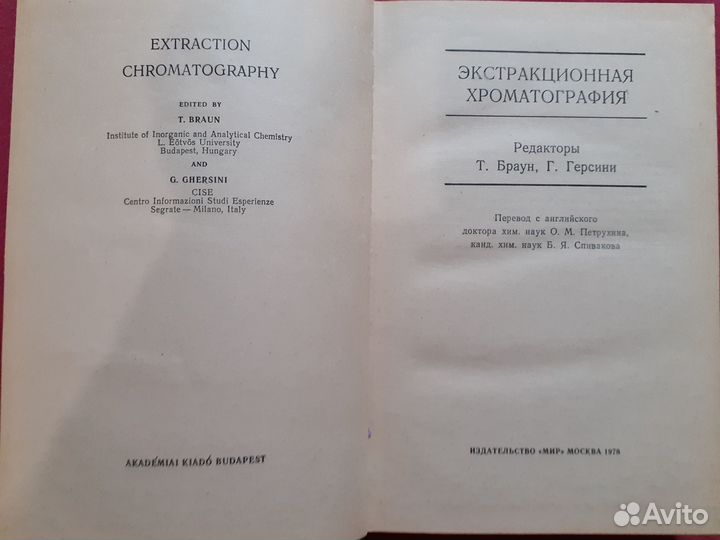 EXTRACTION
CHROMATOGRAPHY
EDITED BY
T. BRAUN
Institute of Inorganic and Analytical Chemistry
L. Eötvös University
Budapest, Hungary
AND
G. GHERSINI
CISE
Centro Informazioni Studi Esperienze
Segrate — Milano, Italy
AKADÉMIAI KIADÓ BUDAPEST
ЭКСТРАКЦИОННАЯ
ХРОМАТОГРАФИЯ
Редакторы
Т. Браун, Г. Герсини
Перевод с английского
доктора хим. наук О. М. Петрухина,
канд. хим. наук Б. Я. Спивакова
ИЗДАТЕЛЬСТВО «МИР» МОСКВА 1978
Avito